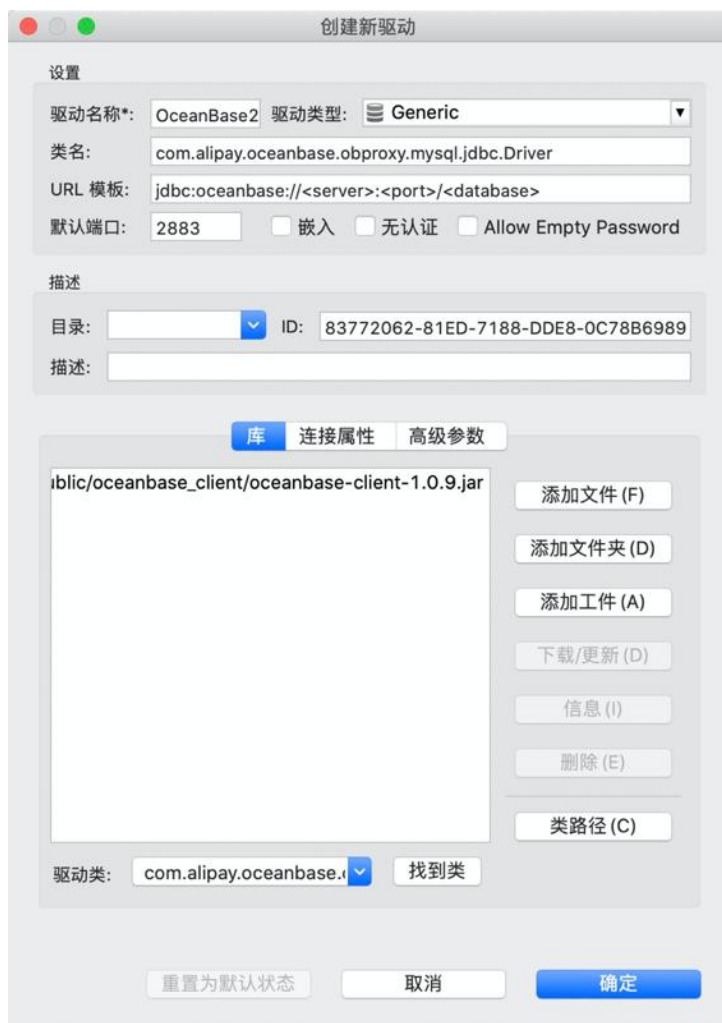 创建新驱动
设置
驱动名称*: OceanBase2 驱动类型: Generic
类名: com.alipay.oceanbase.obproxy.mysql.jdbc.Driver
URL 模板: jdbc:oceanbase://<server>:<port>/<database>
默认端口: 2883 嵌入 无认证 Allow Empty Password
描述
目录: ID: 83772062-81ED-7188-DDE8-0C78B6989
描述:
库 连接属性 高级参数
ublic/oceanbase_client/oceanbase-client-1.0.9.jar
添加文件(F)
添加文件夹(D)
添加工件(A)
下载/更新(D)
信息(I)
删除(E)
类路径(C)
驱动类: com.alipay.oceanbase. 找到类
重置为默认状态 取消 确定